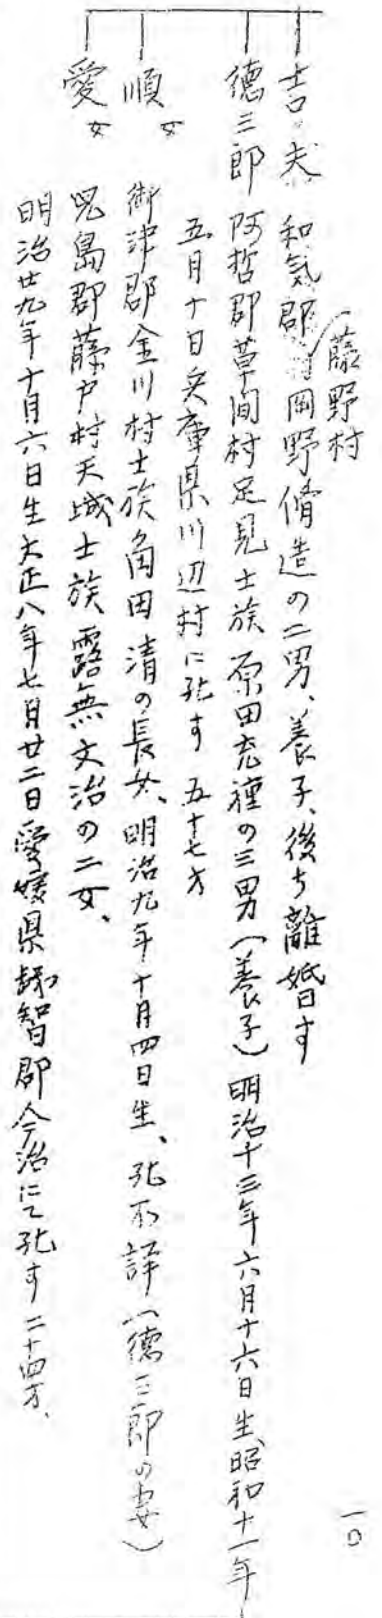 吉夫 和気郡藤野村岡野脩造の二男、養子、後ち離婚す
徳三郎 阿哲郡草間村足見士族 原田充種の三男(養子)明治十三年六月十六日生、昭和十一年
五月十日兵庫県川辺村に死す 五十七才
順 女 御津郡金川村士族角田清の長女、明治九年十月四日生、死不詳(徳三郎の妻)
愛 女 児島郡藤戸村天城士族 露無文治の二女、
明治廿九年十月六日生大正八年七月廿二日愛媛県越智郡今治にて死す 二十四才、
一〇